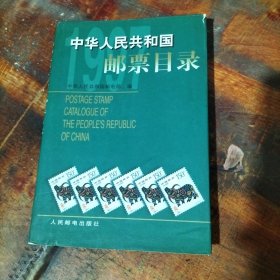 中华人民共和国
1997
邮票目录
POSTAGE STAMP
CATALOGUE OF
THE PEOPLE'S REPUBLIC
OF CHINA
人民邮电出版社